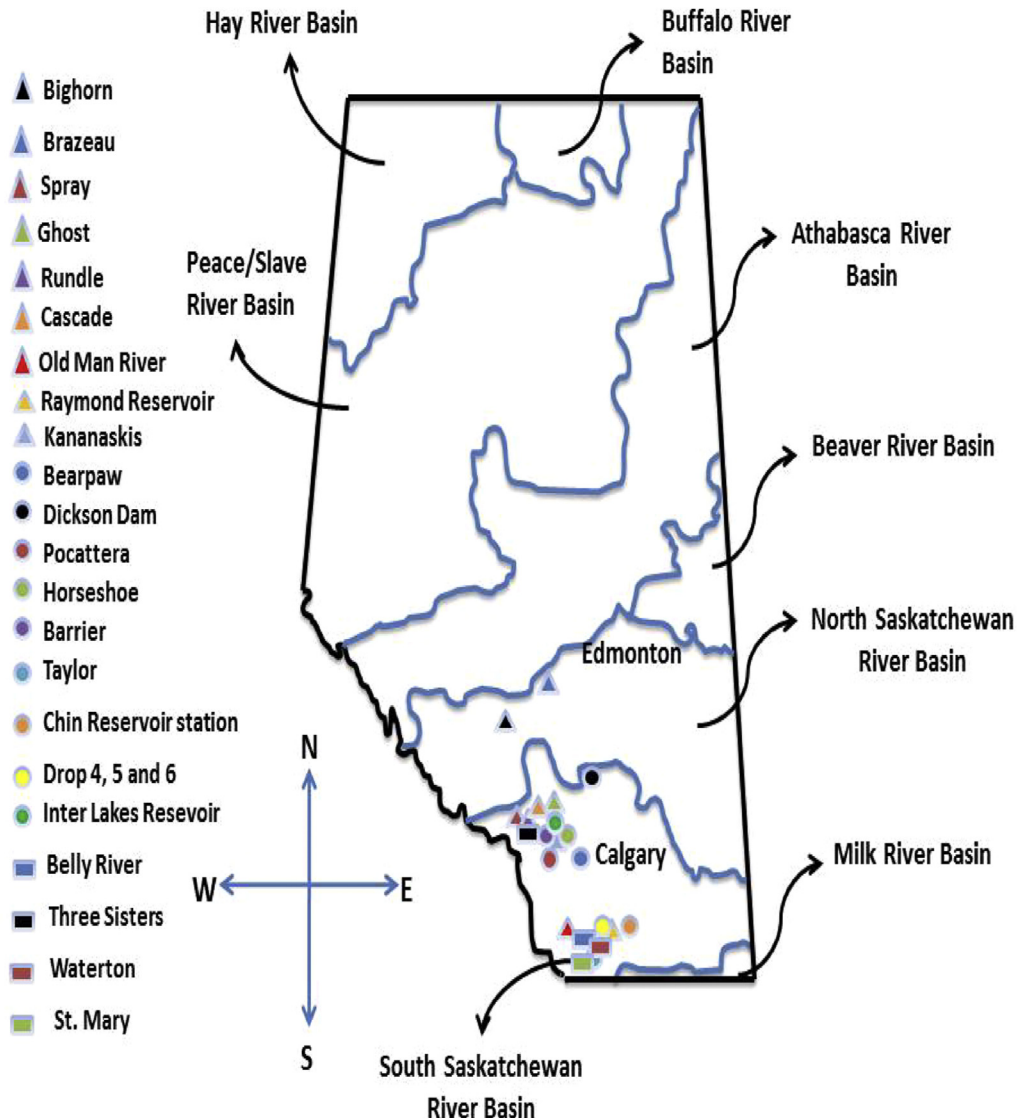 Hay River Basin
Buffalo River
Basin
Bighorn
Brazeau
Spray
Ghost
Rundle
Cascade
Old Man River
Raymond Reservoir
Kananaskis
Bearpaw
Dickson Dam
Pocattera
Horseshoe
Barrier
Taylor
Chin Reservoir station
Drop 4, 5 and 6
Inter Lakes Resevoir
Belly River
Three Sisters
Waterton
St. Mary
Peace/Slave
River Basin
Athabasca River
Basin
Beaver River Basin
North Saskatchewan
River Basin
Edmonton
Calgary
Milk River Basin
N
W
E
S
South Saskatchewan
River Basin